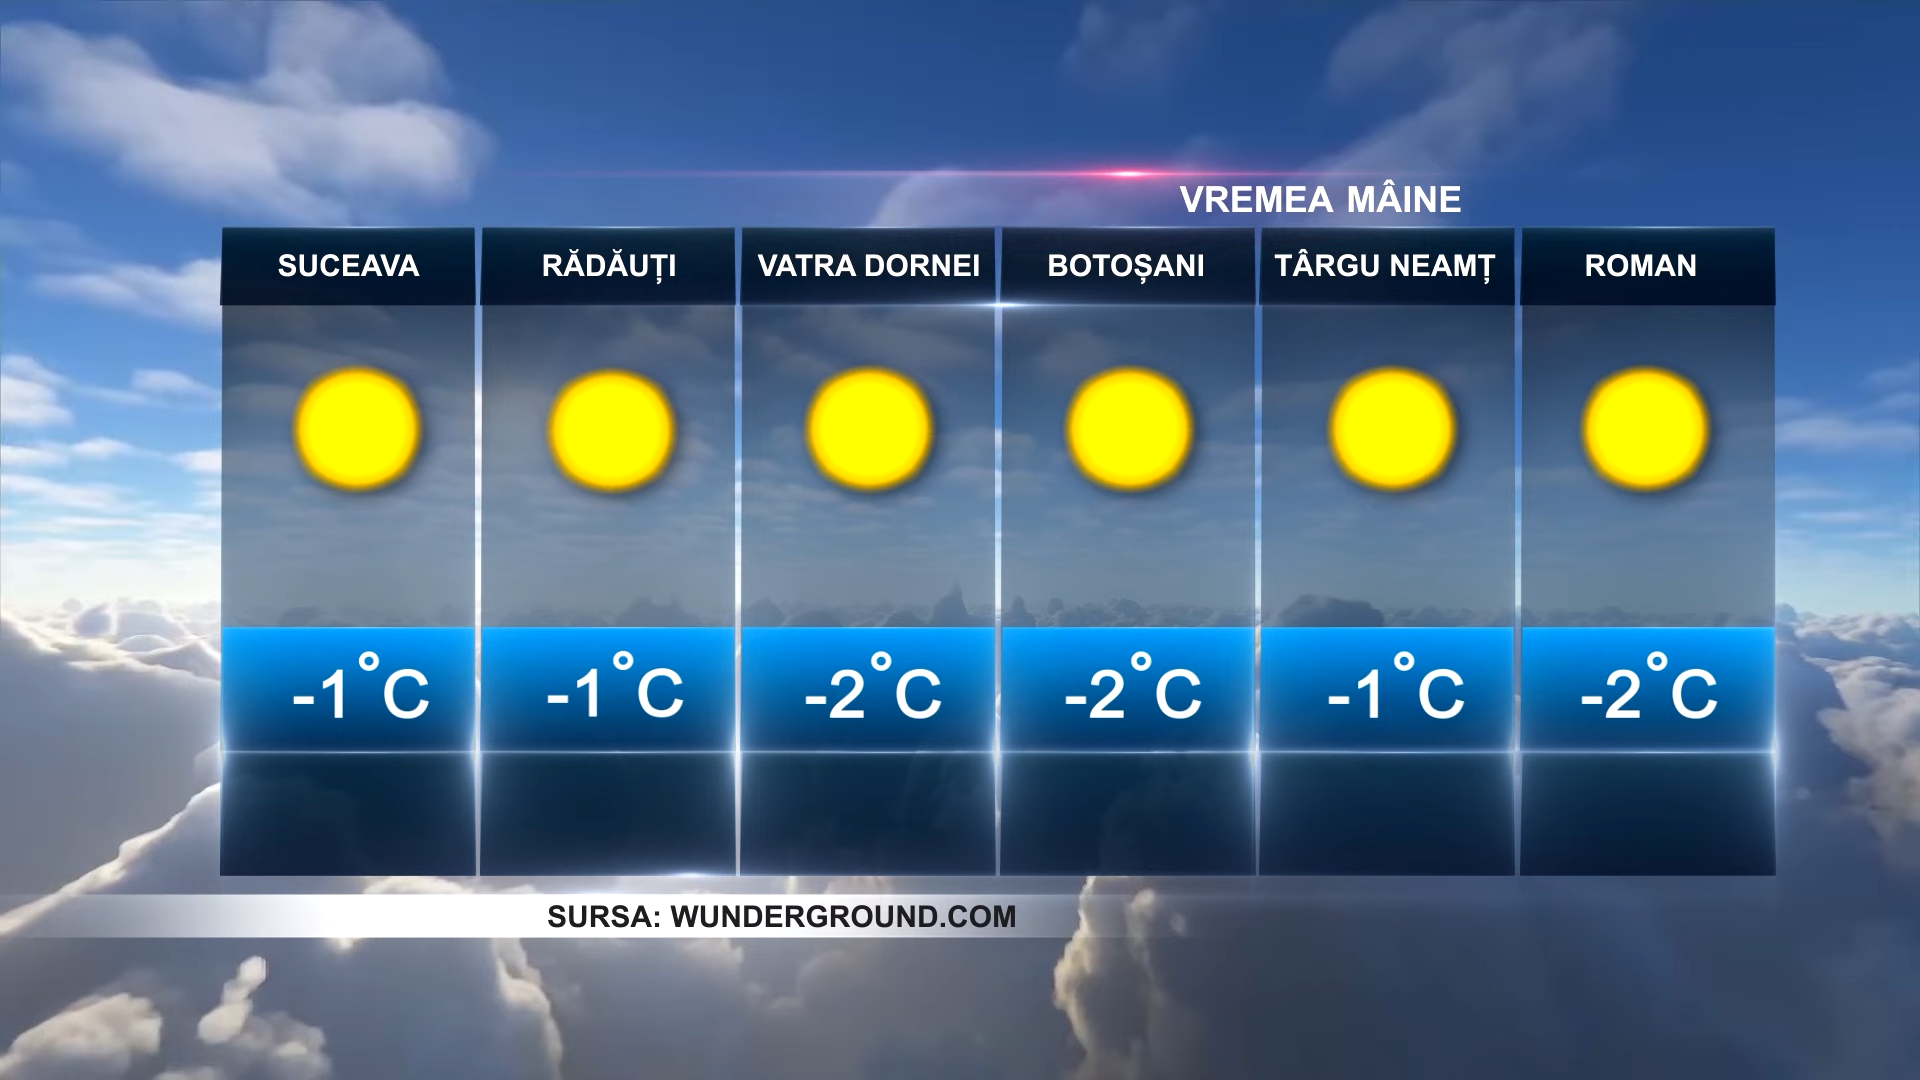 VREMEA MÂINE
SUCEAVA RĂDĂUȚI VATRA DORNEI BOTOȘANI TÂRGU NEAMȚ ROMAN
-1°C -1°C -2°C -2°C -1°C -2°C
SURSA: WUNDERGROUND.COM